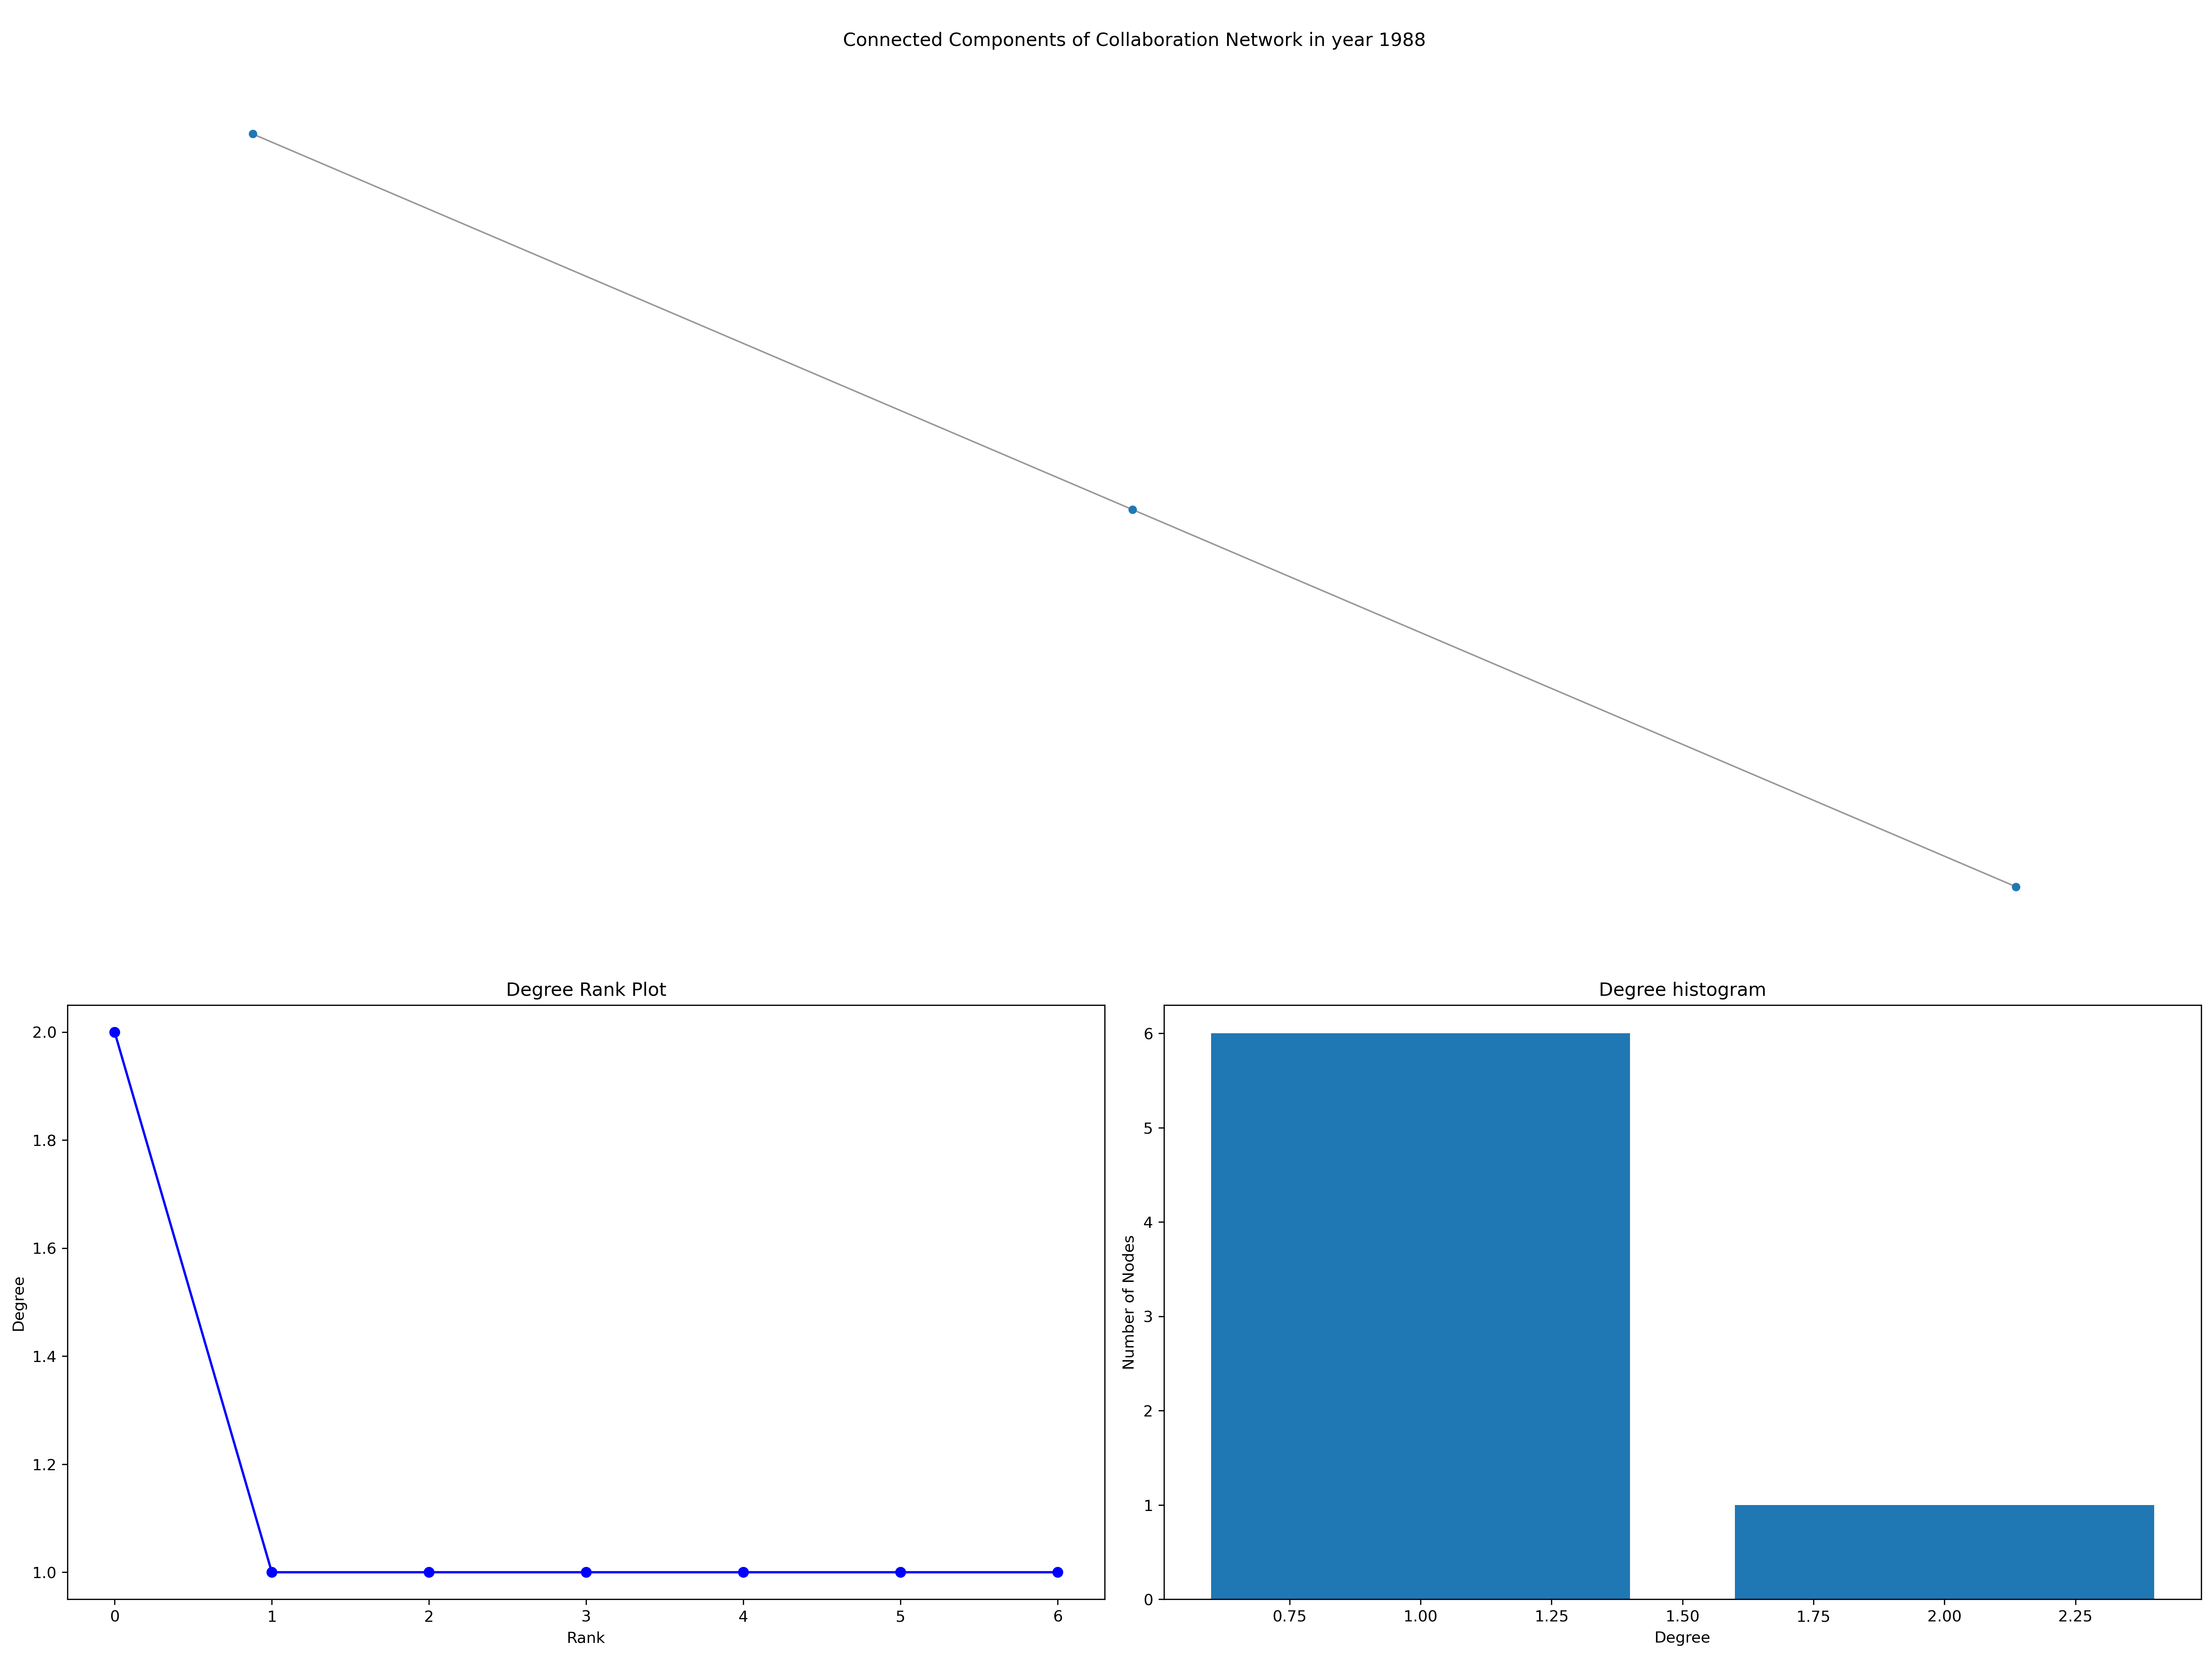 Connected Components of Collaboration Network in year 1988
Degree Rank Plot
2.0
1.8
1.6
1.4
1.2
1.0
Degree
0 1 2 3 4 5 6
Rank
Degree histogram
6
5
4
3
2
1
0
Number of Nodes
0.75 1.00 1.25 1.50 1.75 2.00 2.25
Degree